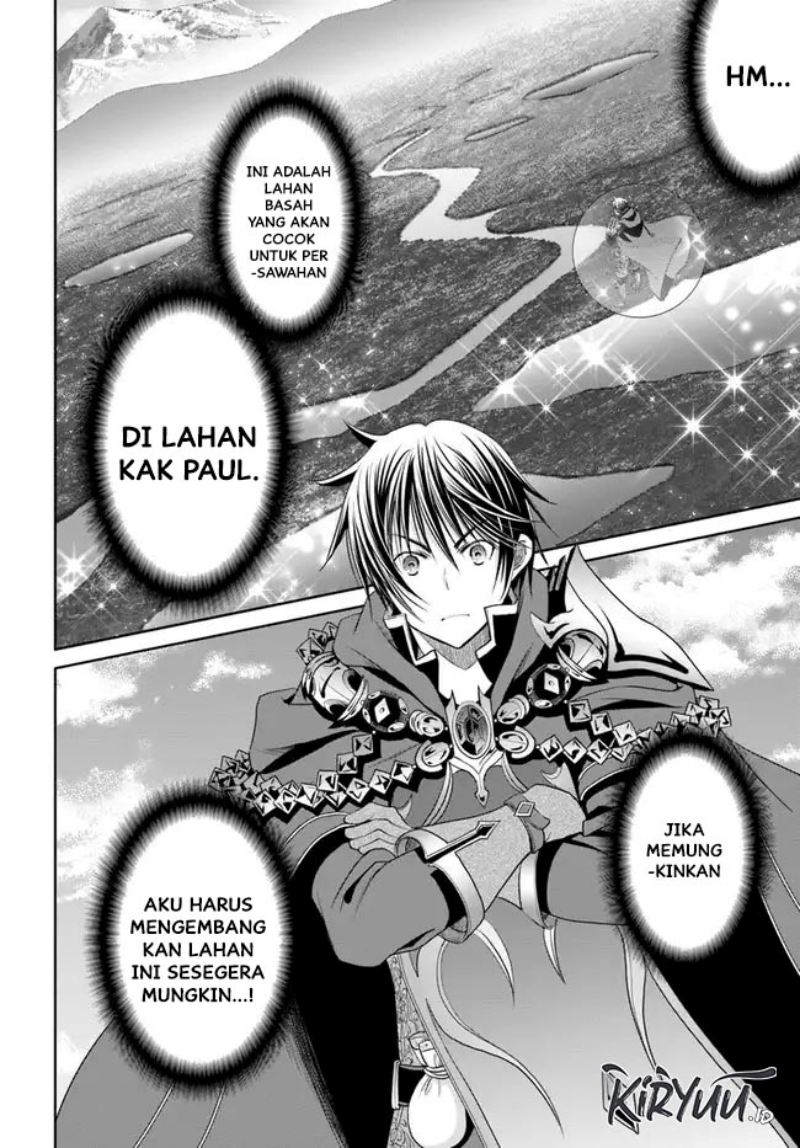 HM...
INI ADALAH
LAHAN
BASAH
YANG AKAN
COCOK
UNTUK PER
-SAWAHAN
DI LAHAN
KAK PAUL.
JIKA
MEMUNG
-KINKAN
AKU HARUS
MENGEMBANG
KAN LAHAN
INI SESEGERA
MUNGKIN...!
KIRYUU.ID